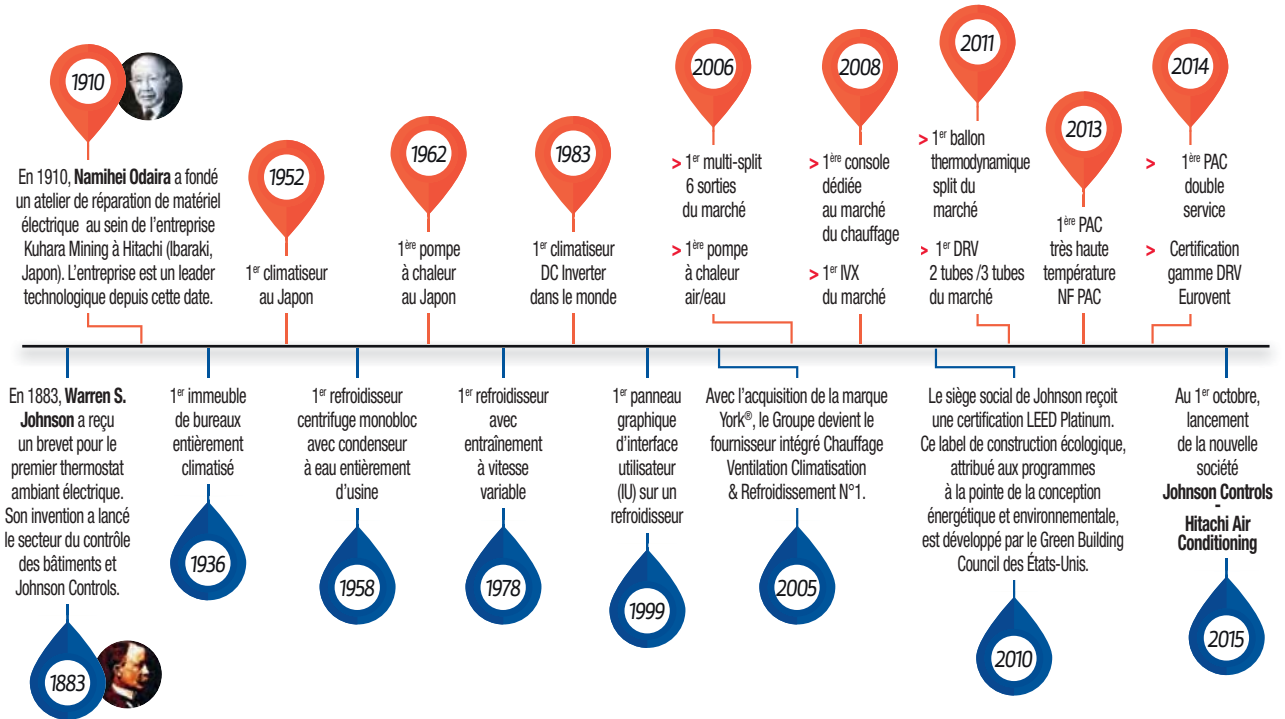 1910
En 1910, Namihei Odaira a fondé
un atelier de réparation de matériel
électrique au sein de l'entreprise
Kuhara Mining à Hitachi (Ibaraki,
Japon). L'entreprise est un leader
technologique depuis cette date.
1952
1er climatiseur
au Japon
1962
1ère pompe
à chaleur
au Japon
1983
1er climatiseur
DC Inverter
dans le monde
2006
> 1er multi-split
6 sorties
du marché
> 1ère pompe
à chaleur
air/eau
2008
> 1ère console
dédiée
au marché
du chauffage
> 1er IVX
du marché
2011
> 1er ballon
thermodynamique
split du
marché
> 1er DRV
2 tubes /3 tubes
du marché
2013
1ère PAC
très haute
température
NF PAC
2014
> 1ère PAC
double
service
> Certification
gamme DRV
Eurovent
En 1883, Warren S.
Johnson a reçu
un brevet pour le
premier thermostat
ambiant électrique.
Son invention a lancé
le secteur du contrôle
des bâtiments et
Johnson Controls.
1883
1er immeuble
de bureaux
entièrement
climatisé
1936
1er refroidisseur
centrifuge monobloc
avec condenseur
à eau entièrement
d'usine
1958
1er refroidisseur
avec
entraînement
à vitesse
variable
1978
1er panneau
graphique
d'interface
utilisateur
(IU) sur un
refroidisseur
1999
Avec l'acquisition de la marque
York®, le Groupe devient le
fournisseur intégré Chauffage
Ventilation Climatisation
& Refroidissement N°1.
2005
Le siège social de Johnson reçoit
une certification LEED Platinum.
Ce label de construction écologique,
attribué aux programmes
à la pointe de la conception
énergétique et environnementale,
est développé par le Green Building
Council des États-Unis.
2010
Au 1er octobre,
lancement
de la nouvelle
société
Johnson Controls
-
Hitachi Air
Conditioning
2015